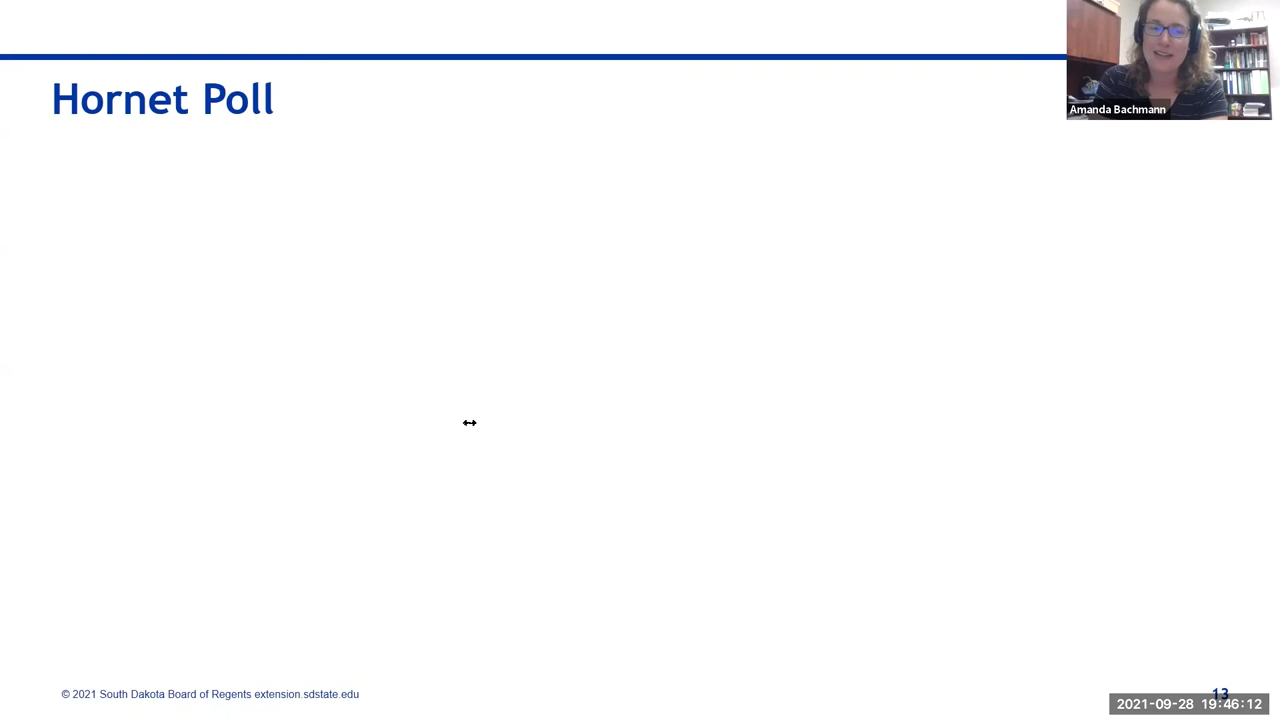 Hornet Poll
Amanda Bachmann
© 2021 South Dakota Board of Regents extension.sdstate.edu
13
2021-09-28 19:46:12